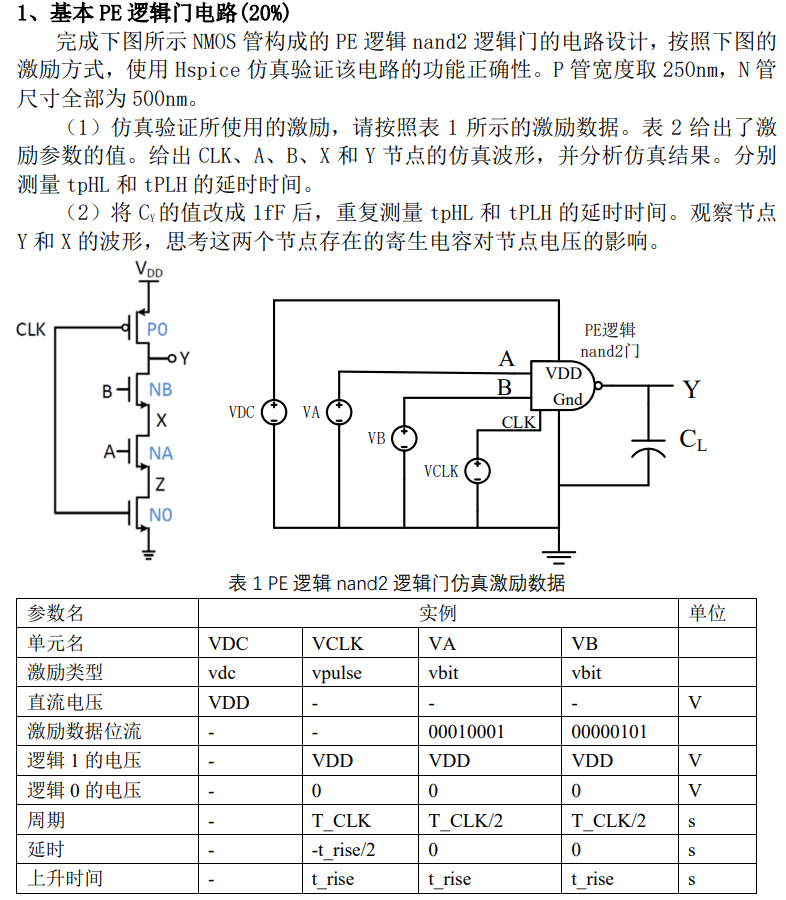 1、基本 PE 逻辑门电路(20%)
完成下图所示 NMOS 管构成的 PE 逻辑 nand2 逻辑门的电路设计，按照下图的
激励方式，使用 Hspice 仿真验证该电路的功能正确性。P 管宽度取 250nm，N 管
尺寸全部为 500nm。
（1）仿真验证所使用的激励，请按照表 1 所示的激励数据。表 2 给出了激
励参数的值。给出 CLK、A、B、X 和 Y 节点的仿真波形，并分析仿真结果。分别
测量 tpHL 和 tPLH 的延时时间。
（2）将 CY的值改成 1fF 后，重复测量 tpHL 和 tPLH 的延时时间。观察节点
Y 和 X 的波形，思考这两个节点存在的寄生电容对节点电压的影响。
VDD
CLK
P0
Y
B
NB
X
A
NA
Z
N0
VDC
VA
VB
VCLK
A
B
CLK
VDD
Gnd
PE逻辑
nand2门
Y
CL
表 1 PE 逻辑 nand2 逻辑门仿真激励数据
参数名 实例 单位
单元名 VDC VCLK VA VB
激励类型 vdc vpulse vbit vbit
直流电压 VDD - - - V
激励数据位流 - - 00010001 00000101
逻辑 1 的电压 - VDD VDD VDD V
逻辑 0 的电压 - 0 0 0 V
周期 - T_CLK T_CLK/2 T_CLK/2 s
延时 - -t_rise/2 0 0 s
上升时间 - t_rise t_rise t_rise s